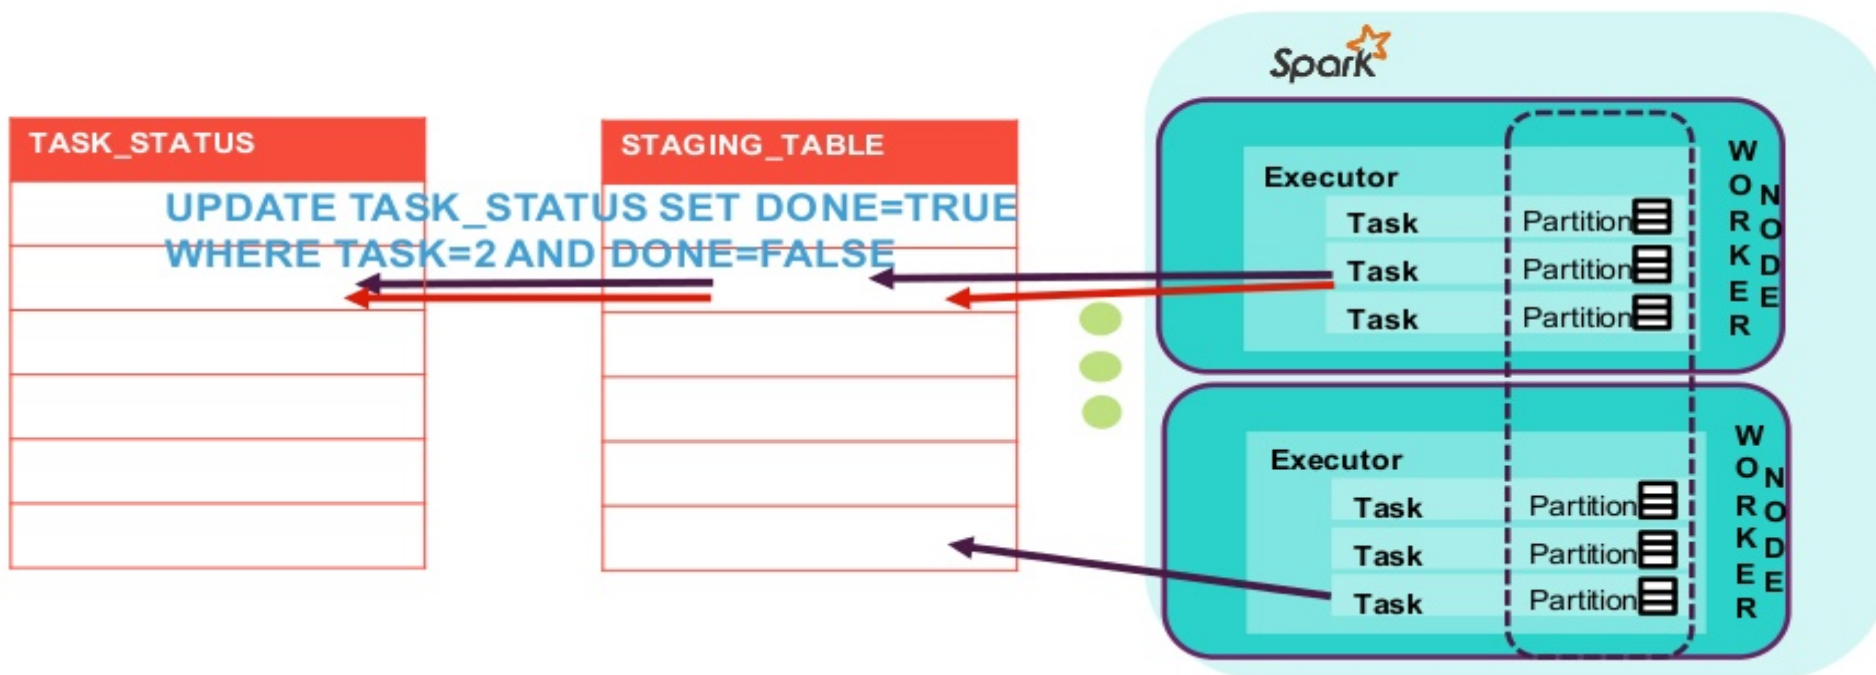 Spark
TASK_STATUS
STAGING_TABLE
UPDATE TASK_STATUS SET DONE=TRUE
WHERE TASK=2 AND DONE=FALSE
Executor
Task Partition
Task Partition
Task Partition
WORKER
NODE
Executor
Task Partition
Task Partition
Task Partition
WORKER
NODE